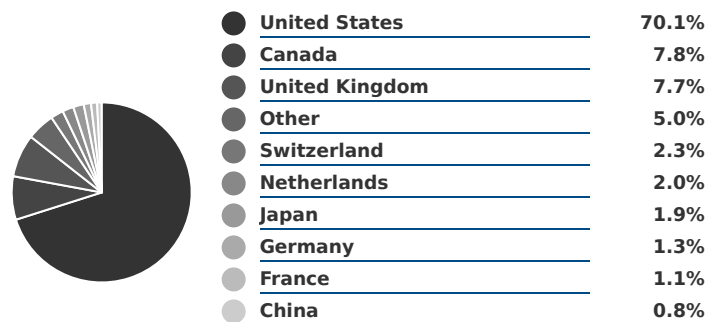 United States 70.1%
Canada 7.8%
United Kingdom 7.7%
Other 5.0%
Switzerland 2.3%
Netherlands 2.0%
Japan 1.9%
Germany 1.3%
France 1.1%
China 0.8%